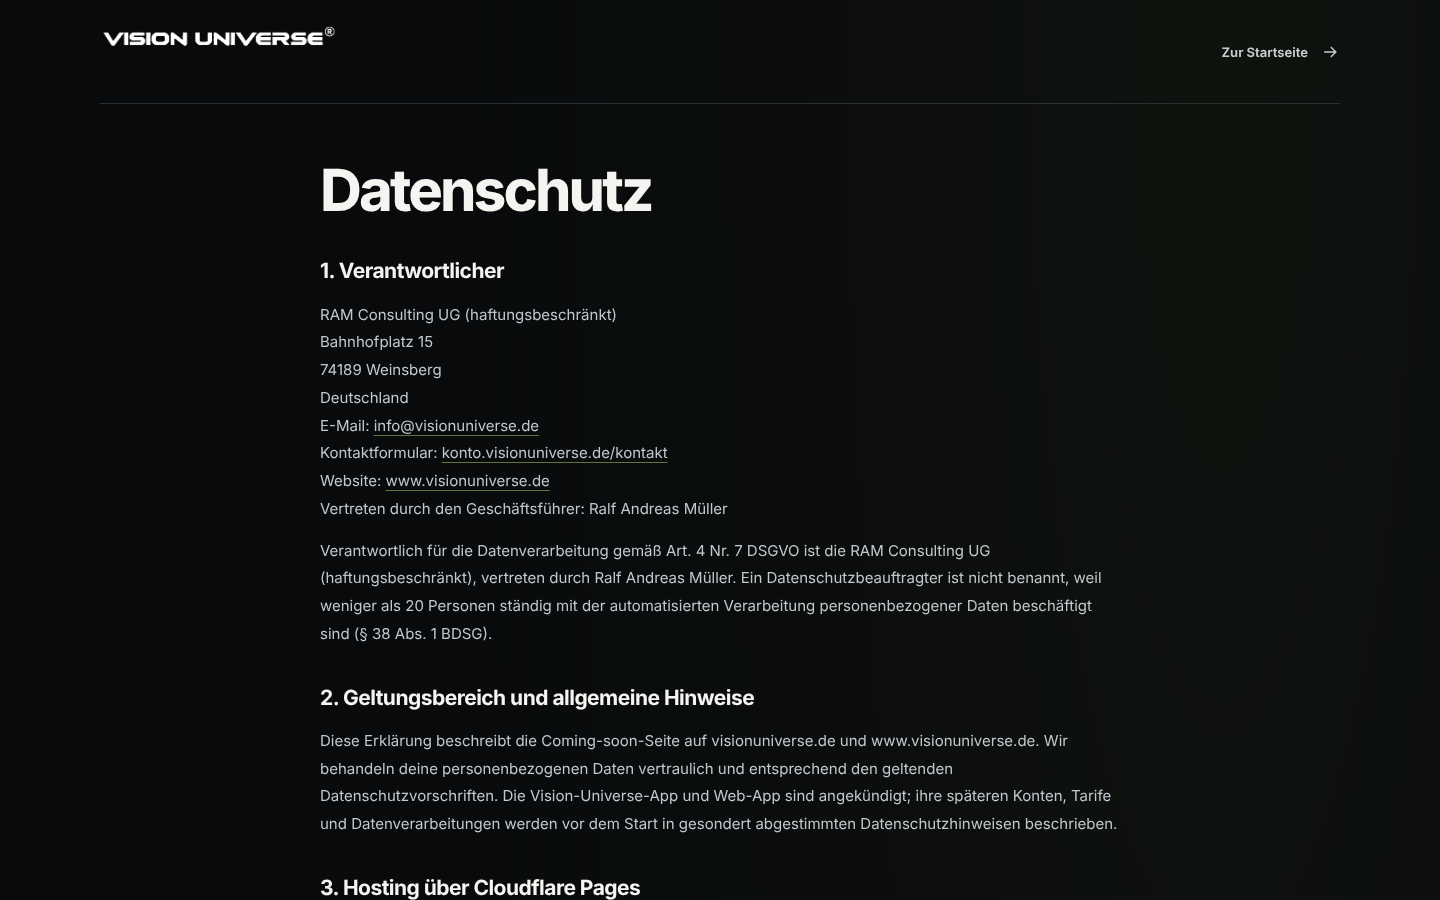 VISION UNIVERSE®
Zur Startseite →
Datenschutz
1. Verantwortlicher
RAM Consulting UG (haftungsbeschränkt)
Bahnhofplatz 15
74189 Weinsberg
Deutschland
E-Mail: info@visionuniverse.de
Kontaktformular: konto.visionuniverse.de/kontakt
Website: www.visionuniverse.de
Vertreten durch den Geschäftsführer: Ralf Andreas Müller
Verantwortlich für die Datenverarbeitung gemäß Art. 4 Nr. 7 DSGVO ist die RAM Consulting UG
(haftungsbeschränkt), vertreten durch Ralf Andreas Müller. Ein Datenschutzbeauftragter ist nicht benannt, weil
weniger als 20 Personen ständig mit der automatisierten Verarbeitung personenbezogener Daten beschäftigt
sind (§ 38 Abs. 1 BDSG).
2. Geltungsbereich und allgemeine Hinweise
Diese Erklärung beschreibt die Coming-soon-Seite auf visionuniverse.de und www.visionuniverse.de. Wir
behandeln deine personenbezogenen Daten vertraulich und entsprechend den geltenden
Datenschutzvorschriften. Die Vision-Universe-App und Web-App sind angekündigt; ihre späteren Konten, Tarife
und Datenverarbeitungen werden vor dem Start in gesondert abgestimmten Datenschutzhinweisen beschrieben.
3. Hosting über Cloudflare Pages